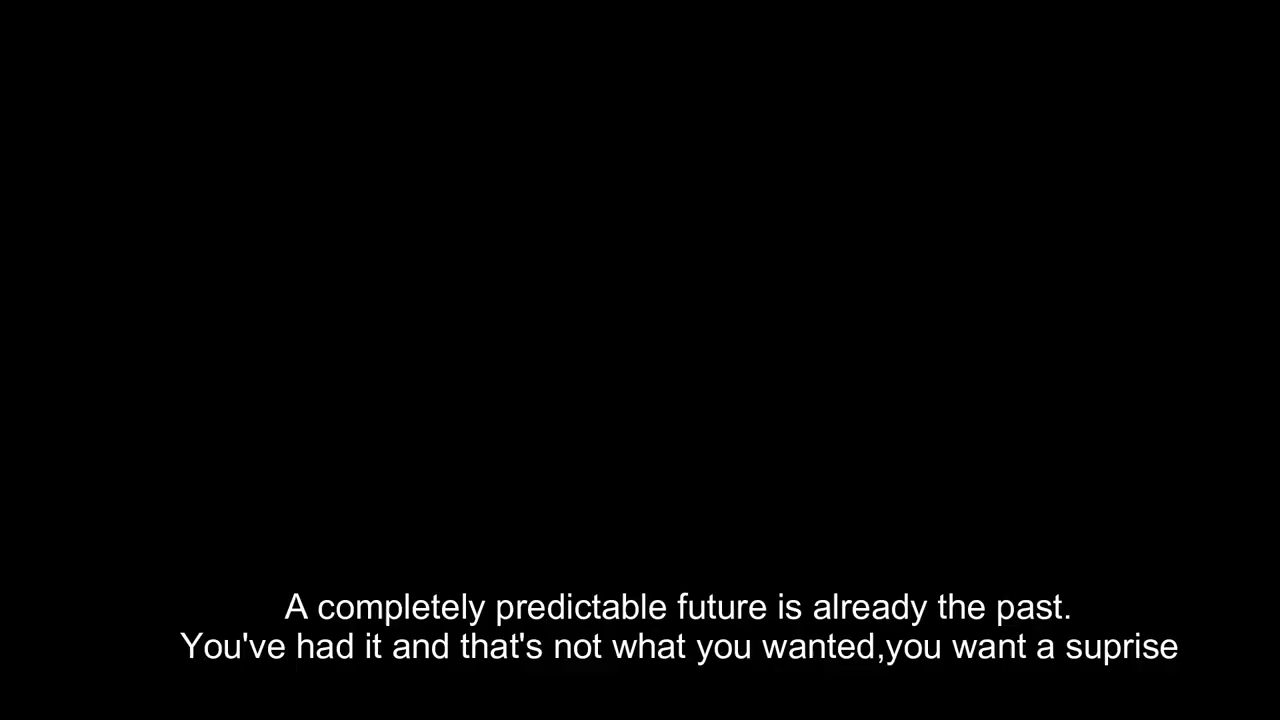 A completely predictable future is already the past.
You've had it and that's not what you wanted,you want a suprise